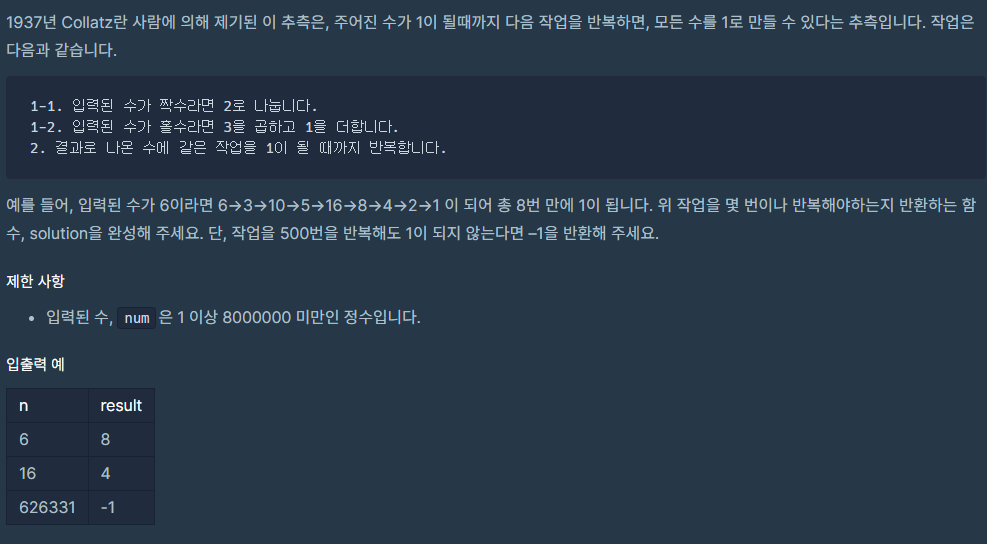 1937년 Collatz란 사람에 의해 제기된 이 추측은, 주어진 수가 1이 될때까지 다음 작업을 반복하면, 모든 수를 1로 만들 수 있다는 추측입니다. 작업은
다음과 같습니다.
1-1. 입력된 수가 짝수라면 2로 나눕니다.
1-2. 입력된 수가 홀수라면 3을 곱하고 1을 더합니다.
2. 결과로 나온 수에 같은 작업을 1이 될 때까지 반복합니다.
예를 들어, 입력된 수가 6이라면 6→3→10→5→16→8→4→2→1 이 되어 총 8번 만에 1이 됩니다. 위 작업을 몇 번이나 반복해야하는지 반환하는 함
수, solution을 완성해 주세요. 단, 작업을 500번을 반복해도 1이 되지 않는다면 –1을 반환해 주세요.
제한 사항
• 입력된 수, num 은 1 이상 8000000 미만인 정수입니다.
입출력 예
n result
6 8
16 4
626331 -1